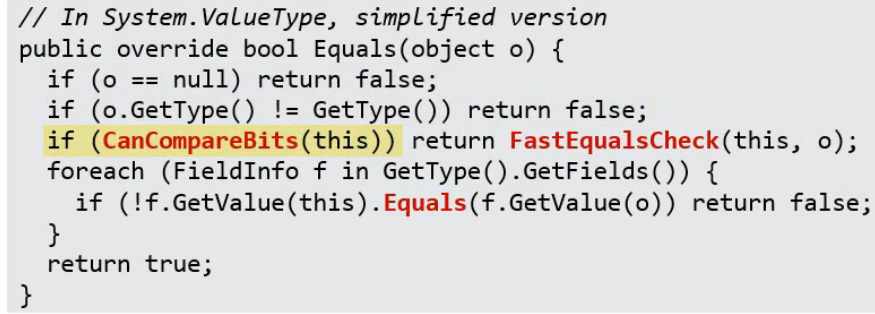 // In System.ValueType, simplified version
public override bool Equals(object o) {
  if (o == null) return false;
  if (o.GetType() != GetType()) return false;
  if (CanCompareBits(this)) return FastEqualsCheck(this, o);
  foreach (FieldInfo f in GetType().GetFields()) {
    if (!f.GetValue(this).Equals(f.GetValue(o)) return false;
  }
  return true;
}